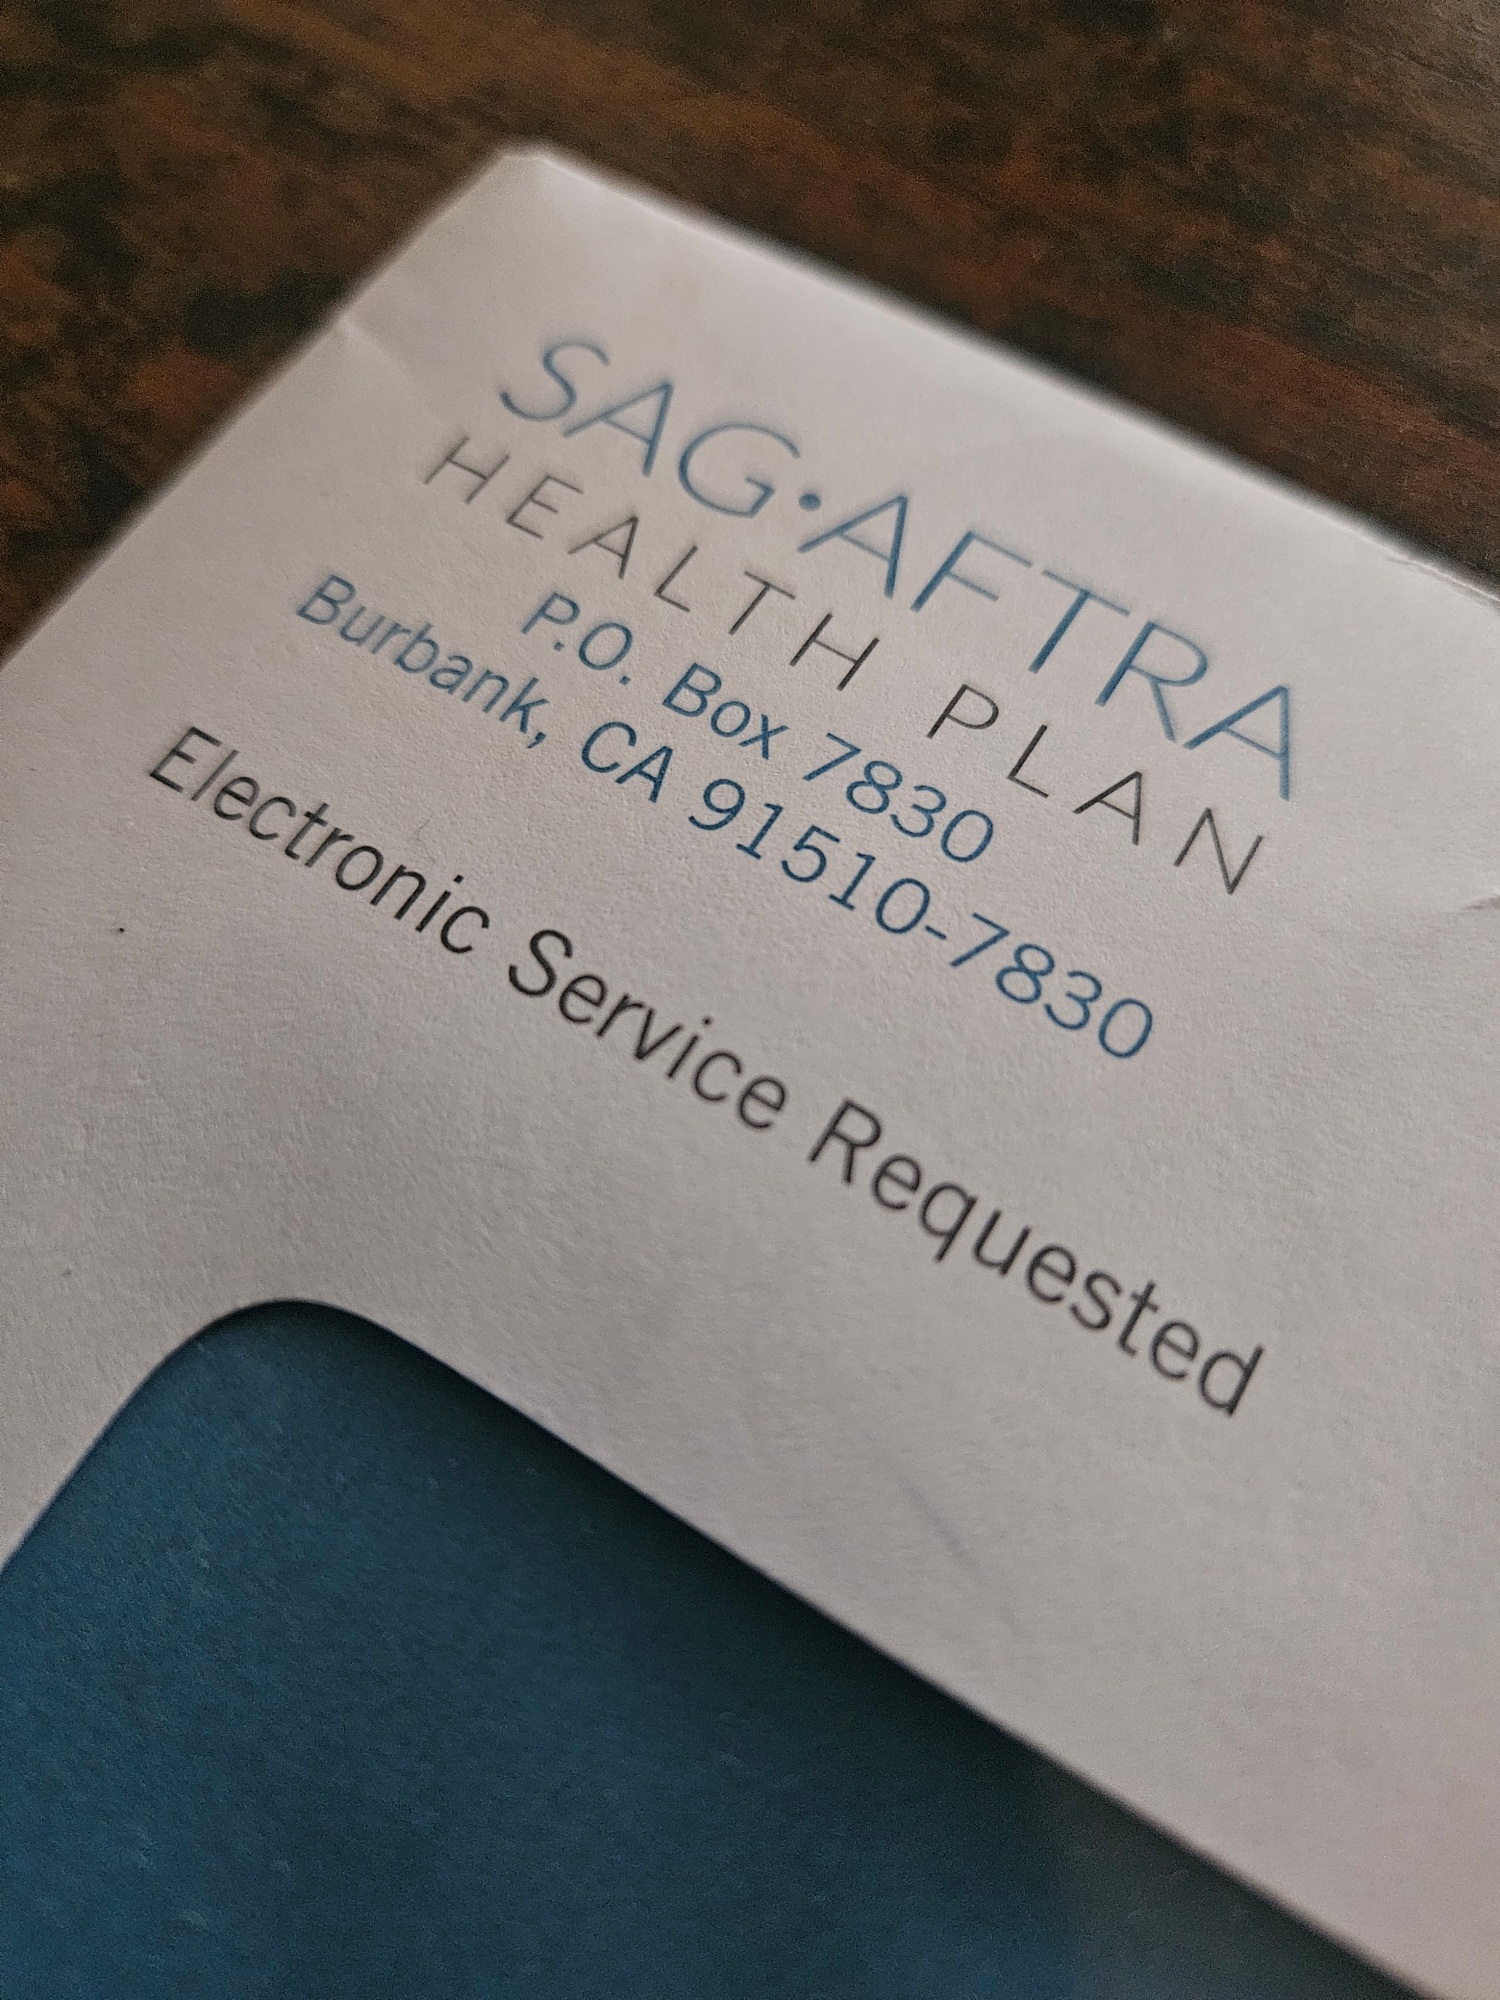 SAG·AFTRA
HEALTH PLAN
P.O. Box 7830
Burbank, CA 91510-7830
Electronic Service Requested